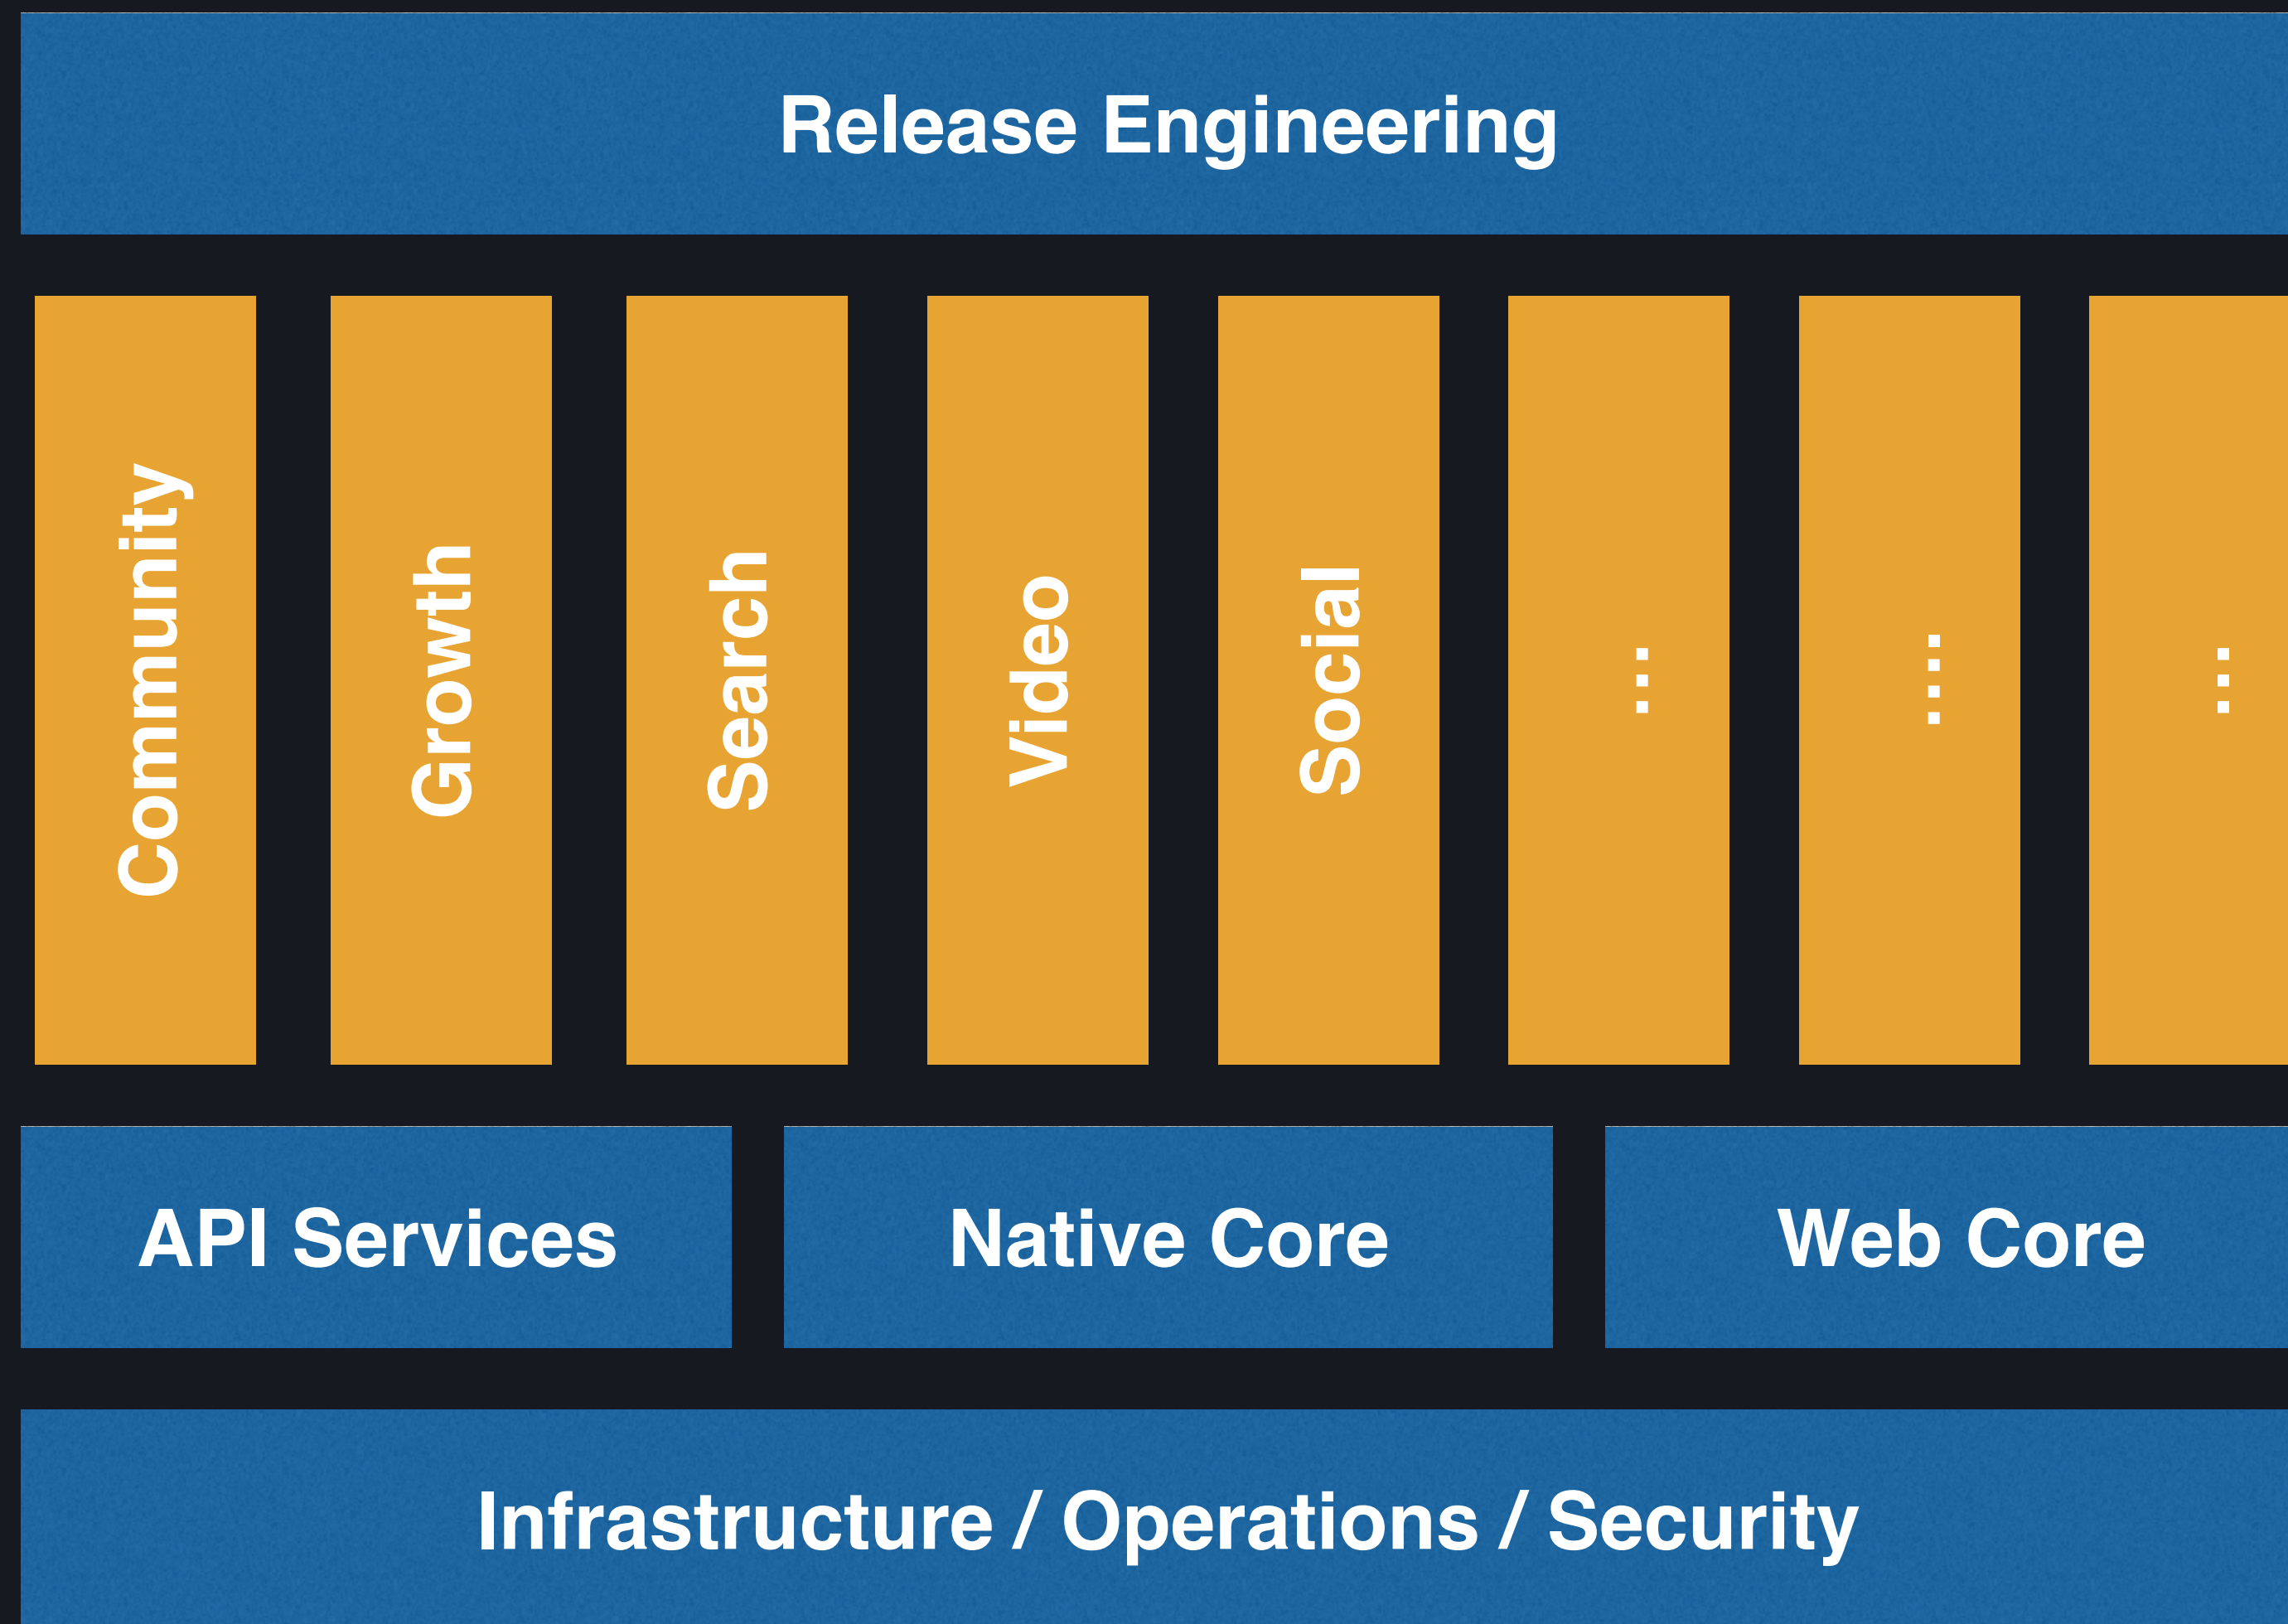 Release Engineering
Community
Growth
Search
Video
Social
...
....
...
API Services
Native Core
Web Core
Infrastructure / Operations / Security